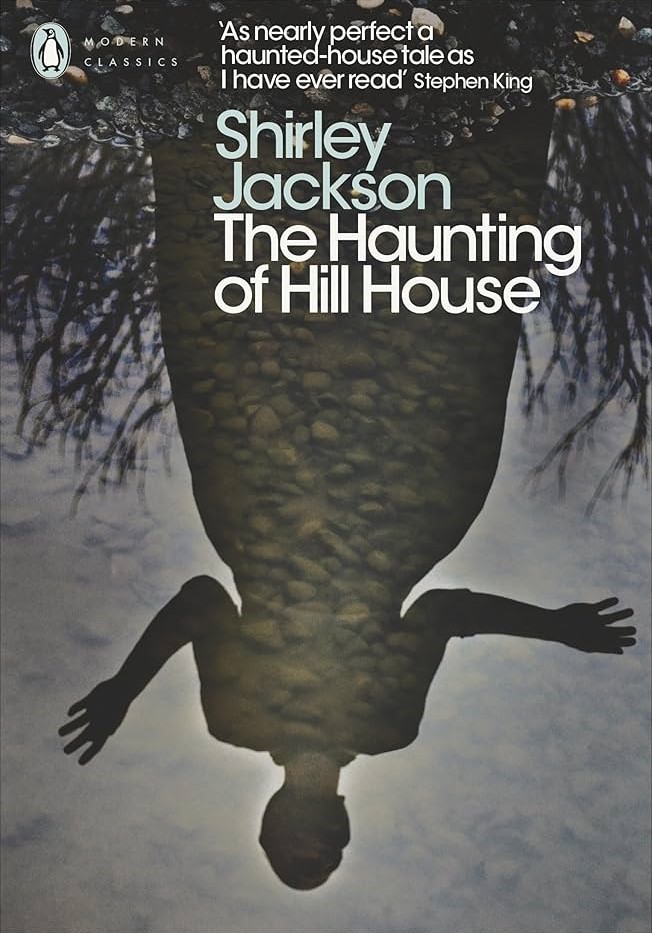 MODERN
CLASSICS
‘As nearly perfect a
haunted-house tale as
I have ever read’ Stephen King
Shirley
Jackson
The Haunting
of Hill House